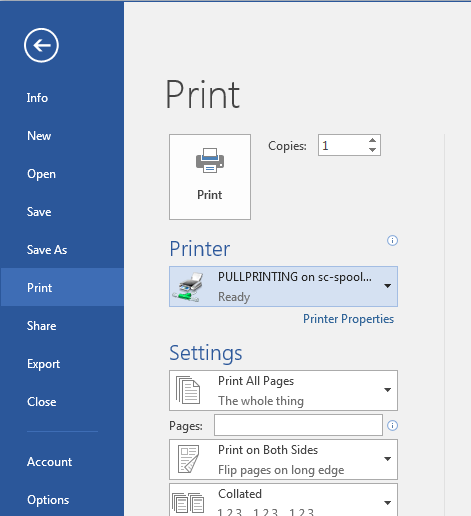 Info
New
Open
Save
Save As
Print
Share
Export
Close
Account
Options
Print
Print
Copies: 1
Printer
PULLPRINTING on sc-spool...
Ready
Printer Properties
Settings
Print All Pages
The whole thing
Pages:
Print on Both Sides
Flip pages on long edge
Collated
1,2,3 1,2,3 1,2,3